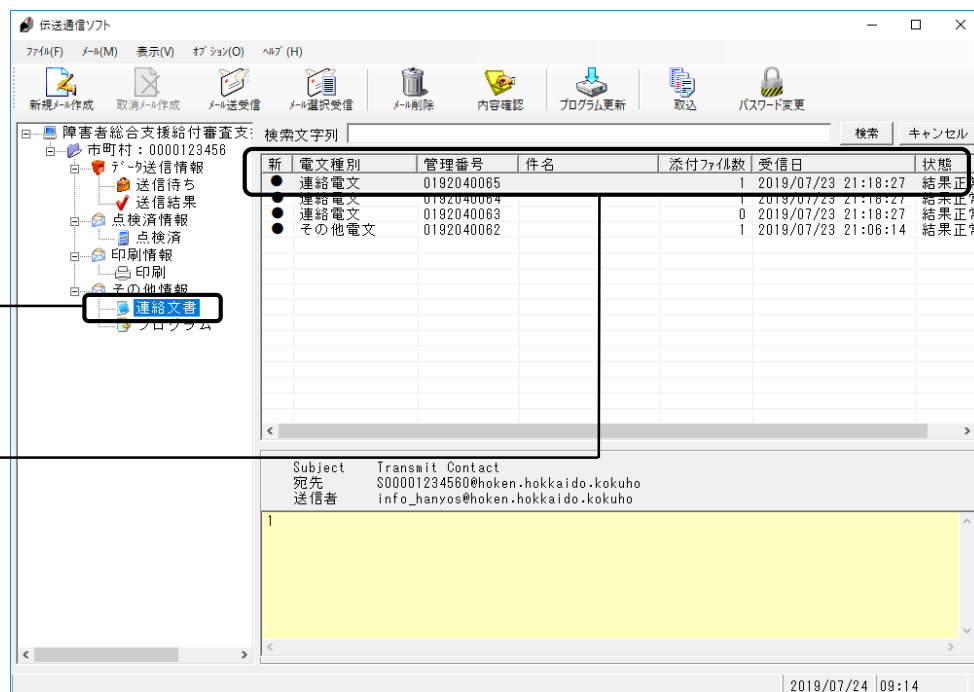 伝送通信ソフト
ファイル(F) メール(M) 表示(V) オプション(O) ヘルプ(H)
新規メール作成 取消メール作成 メール送受信 メール選択受信 メール削除 内容確認 プログラム更新 取込 パスワード変更
障害者総合支援給付審査支
検索文字列 検索 キャンセル
市町村：0000123456
データ送信情報
送信待ち
送信結果
点検済情報
点検済
印刷情報
印刷
その他情報
連絡文書
プログラム
新 電文種別 管理番号 件名 添付ファイル数 受信日 状態
● 連絡電文 0192040065 1 2019/07/23 21:18:27 結果正常
● 連絡電文 0192040064 1 2019/07/23 21:18:27 結果正常
● 連絡電文 0192040063 0 2019/07/23 21:18:27 結果正常
● その他電文 0192040062 1 2019/07/23 21:06:14 結果正常
Subject Transmit Contact
宛先 S00001234560@hoken.hokkaido.kokuho
送信者 info_hanyos@hoken.hokkaido.kokuho
1
2019/07/24 09:14